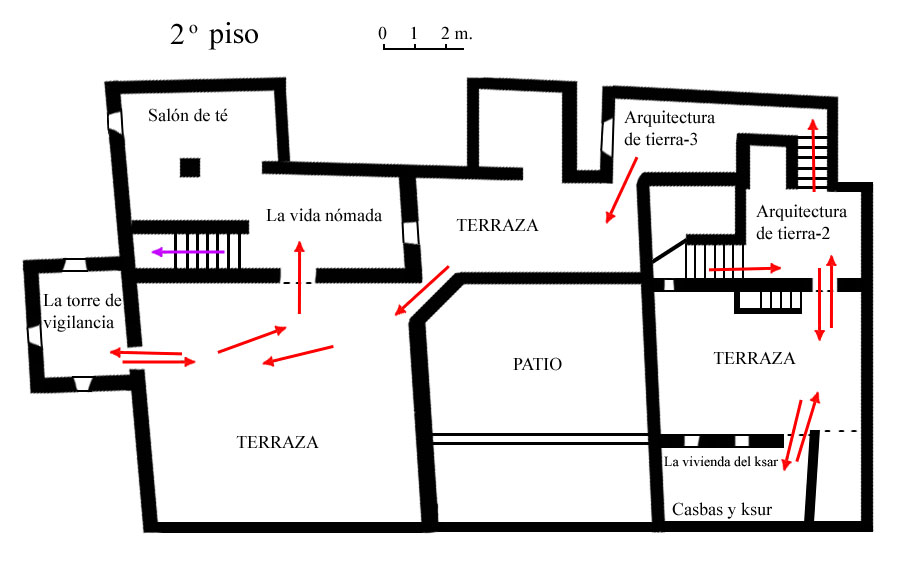 2º piso
0 1 2 m.
La torre de
vigilancia
Salón de té
La vida nómada
TERRAZA
TERRAZA
PATIO
Arquitectura
de tierra-3
Arquitectura
de tierra-2
TERRAZA
La vivienda del ksar
Casbas y ksur